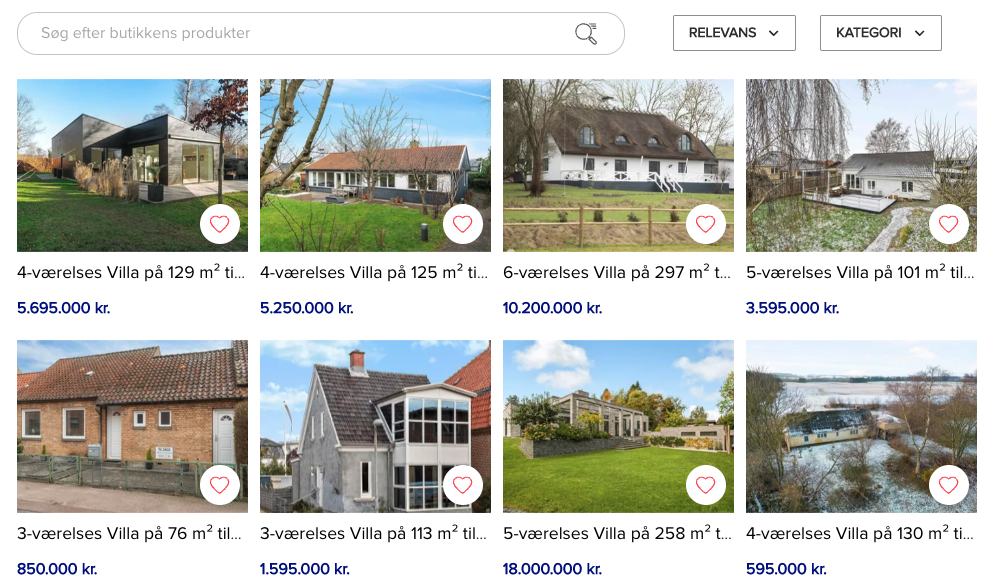 Søg efter butikkens produkter
RELEVANS
KATEGORI
4-værelses Villa på 129 m² ti...
4-værelses Villa på 125 m² ti...
6-værelses Villa på 297 m² t...
5-værelses Villa på 101 m² til...
5.695.000 kr.
5.250.000 kr.
10.200.000 kr.
3.595.000 kr.
3-værelses Villa på 76 m² til...
3-værelses Villa på 113 m² til...
5-værelses Villa på 258 m² t...
4-værelses Villa på 130 m² ti...
850.000 kr.
1.595.000 kr.
18.000.000 kr.
595.000 kr.